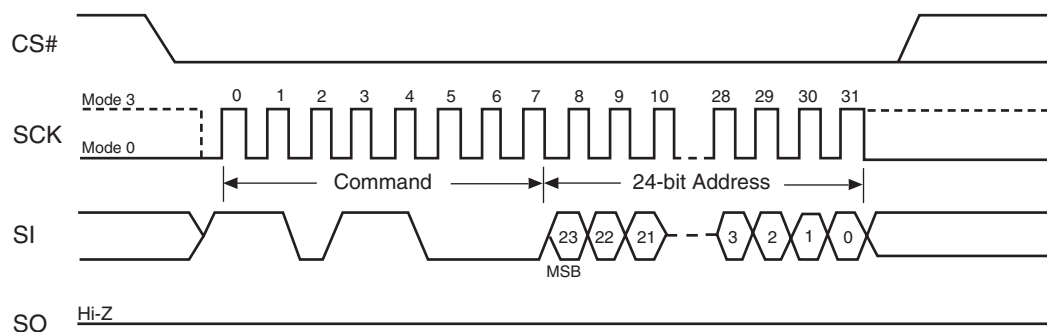 CS#
Mode 3
0 1 2 3 4 5 6 7 8 9 10 28 29 30 31
SCK
Mode 0
Command
24-bit Address
SI
23 22 21 3 2 1 0
MSB
Hi-Z
SO